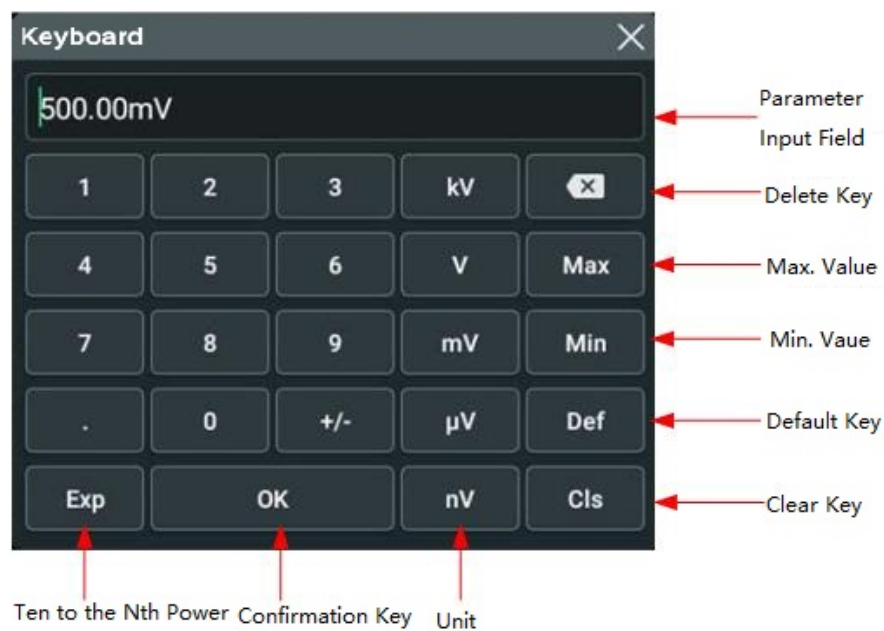 Keyboard
500.00mV
Parameter
Input Field
1 2 3 kV
Delete Key
4 5 6 V Max
Max. Value
7 8 9 mV Min
Min. Vaue
. 0 +/- µV Def
Default Key
Exp OK nV Cls
Clear Key
Ten to the Nth Power Confirmation Key Unit